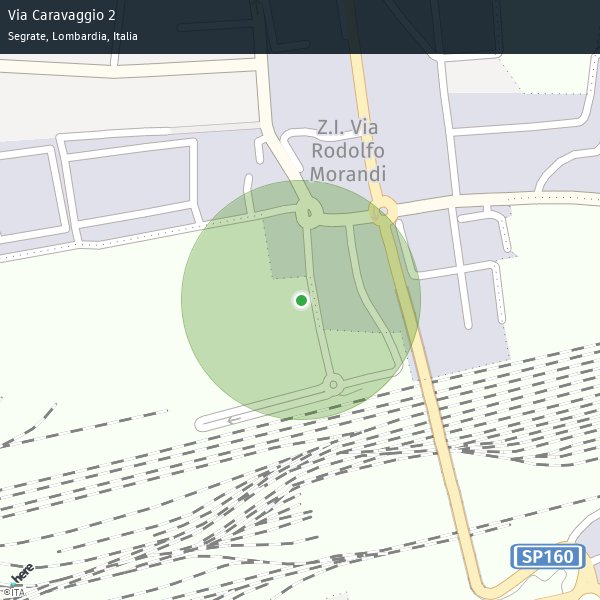 Via Caravaggio 2
Segrate, Lombardia, Italia
Z.I. Via
Rodolfo
Morandi
SP160
here
©ITA